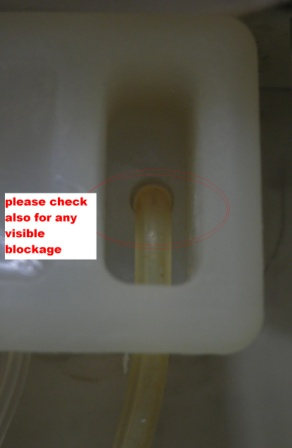 please check
also for any
visible
blockage